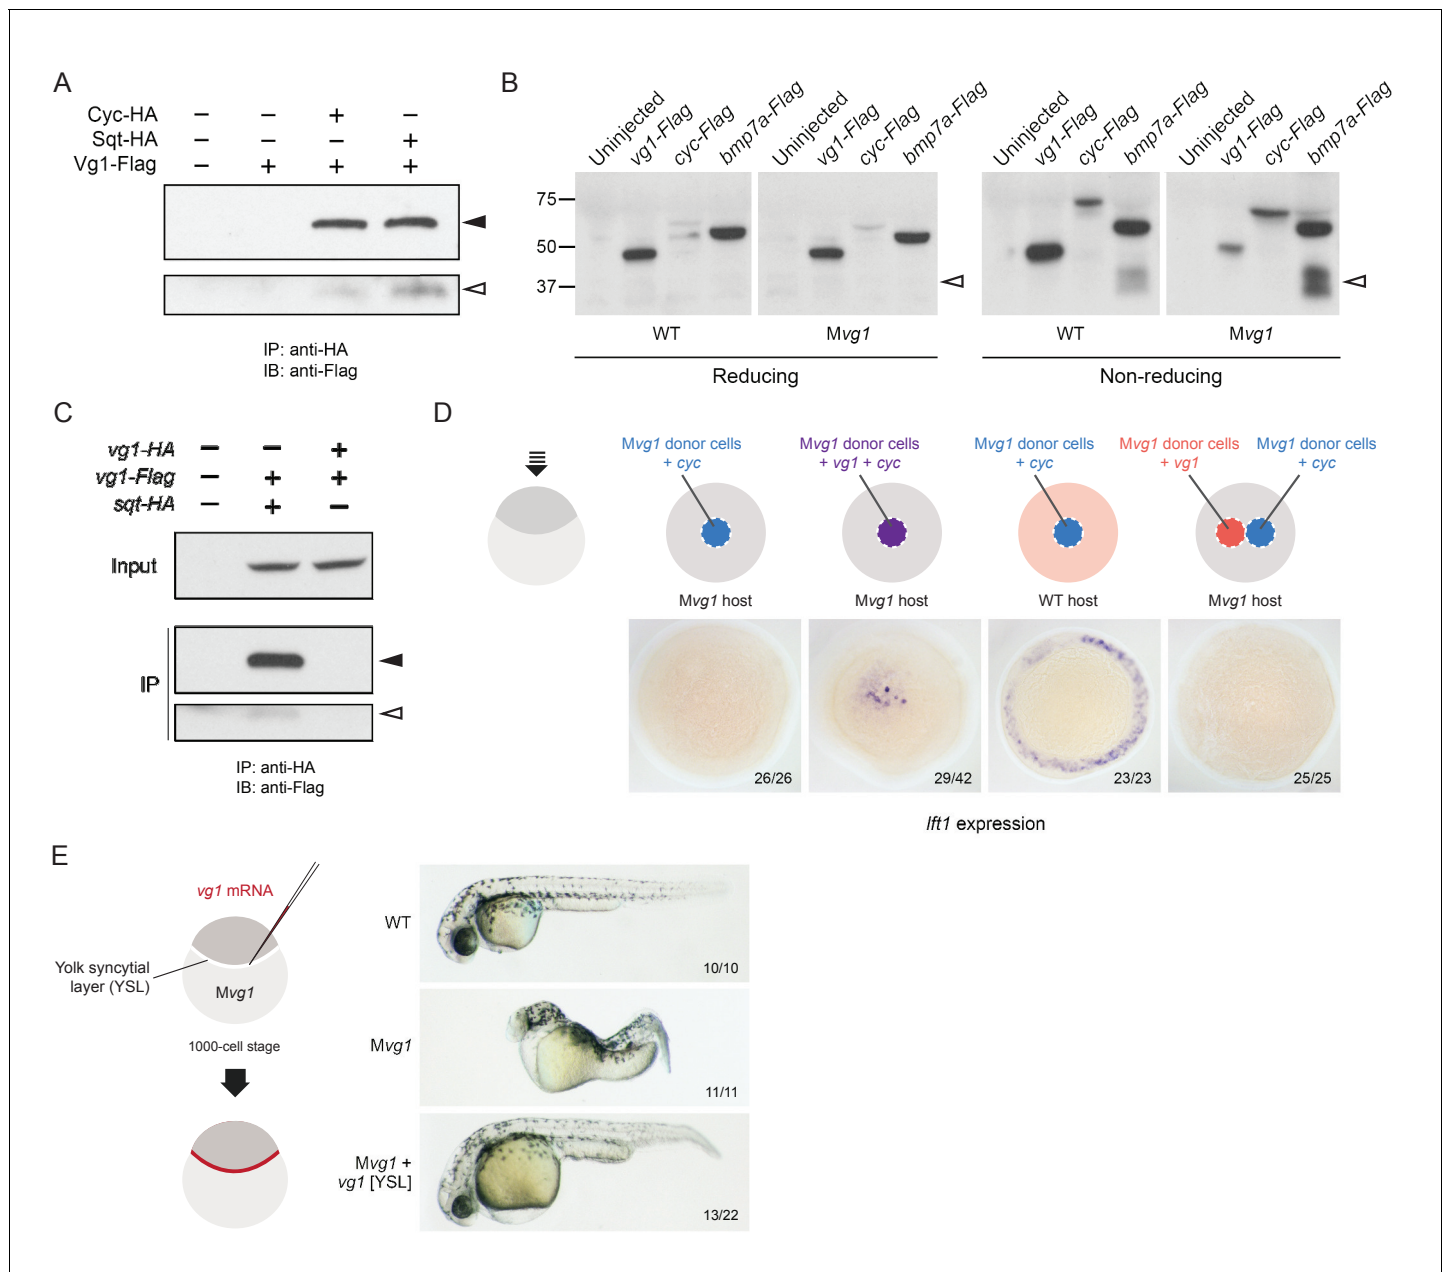 A
Cyc-HA − − + −
Sqt-HA − − − +
Vg1-Flag − + + +
IP: anti-HA
IB: anti-Flag
B
Uninjected vg1-Flag cyc-Flag bmp7a-Flag Uninjected vg1-Flag cyc-Flag bmp7a-Flag Uninjected vg1-Flag cyc-Flag bmp7a-Flag Uninjected vg1-Flag cyc-Flag bmp7a-Flag
75
50
37
WT Mvg1 WT Mvg1
Reducing Non-reducing
C
vg1-HA − − +
vg1-Flag − + +
sqt-HA − + −
Input
IP
IP: anti-HA
IB: anti-Flag
D
Mvg1 donor cells
+ cyc
Mvg1 donor cells
+ vg1 + cyc
Mvg1 donor cells
+ cyc
Mvg1 donor cells
+ vg1
Mvg1 donor cells
+ cyc
Mvg1 host Mvg1 host WT host Mvg1 host
26/26 29/42 23/23 25/25
lft1 expression
E
vg1 mRNA
Yolk syncytial
layer (YSL)
Mvg1
1000-cell stage
WT
10/10
Mvg1
11/11
Mvg1 +
vg1 [YSL]
13/22